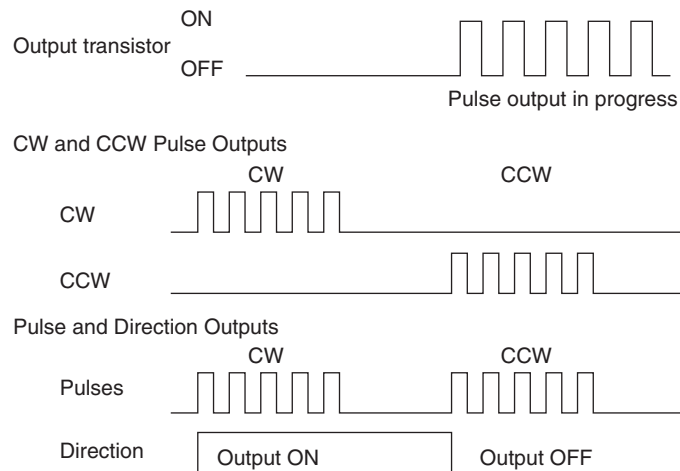 ON
Output transistor
OFF
Pulse output in progress
CW and CCW Pulse Outputs
CW CCW
CW
CCW
Pulse and Direction Outputs
CW CCW
Pulses
Direction Output ON Output OFF